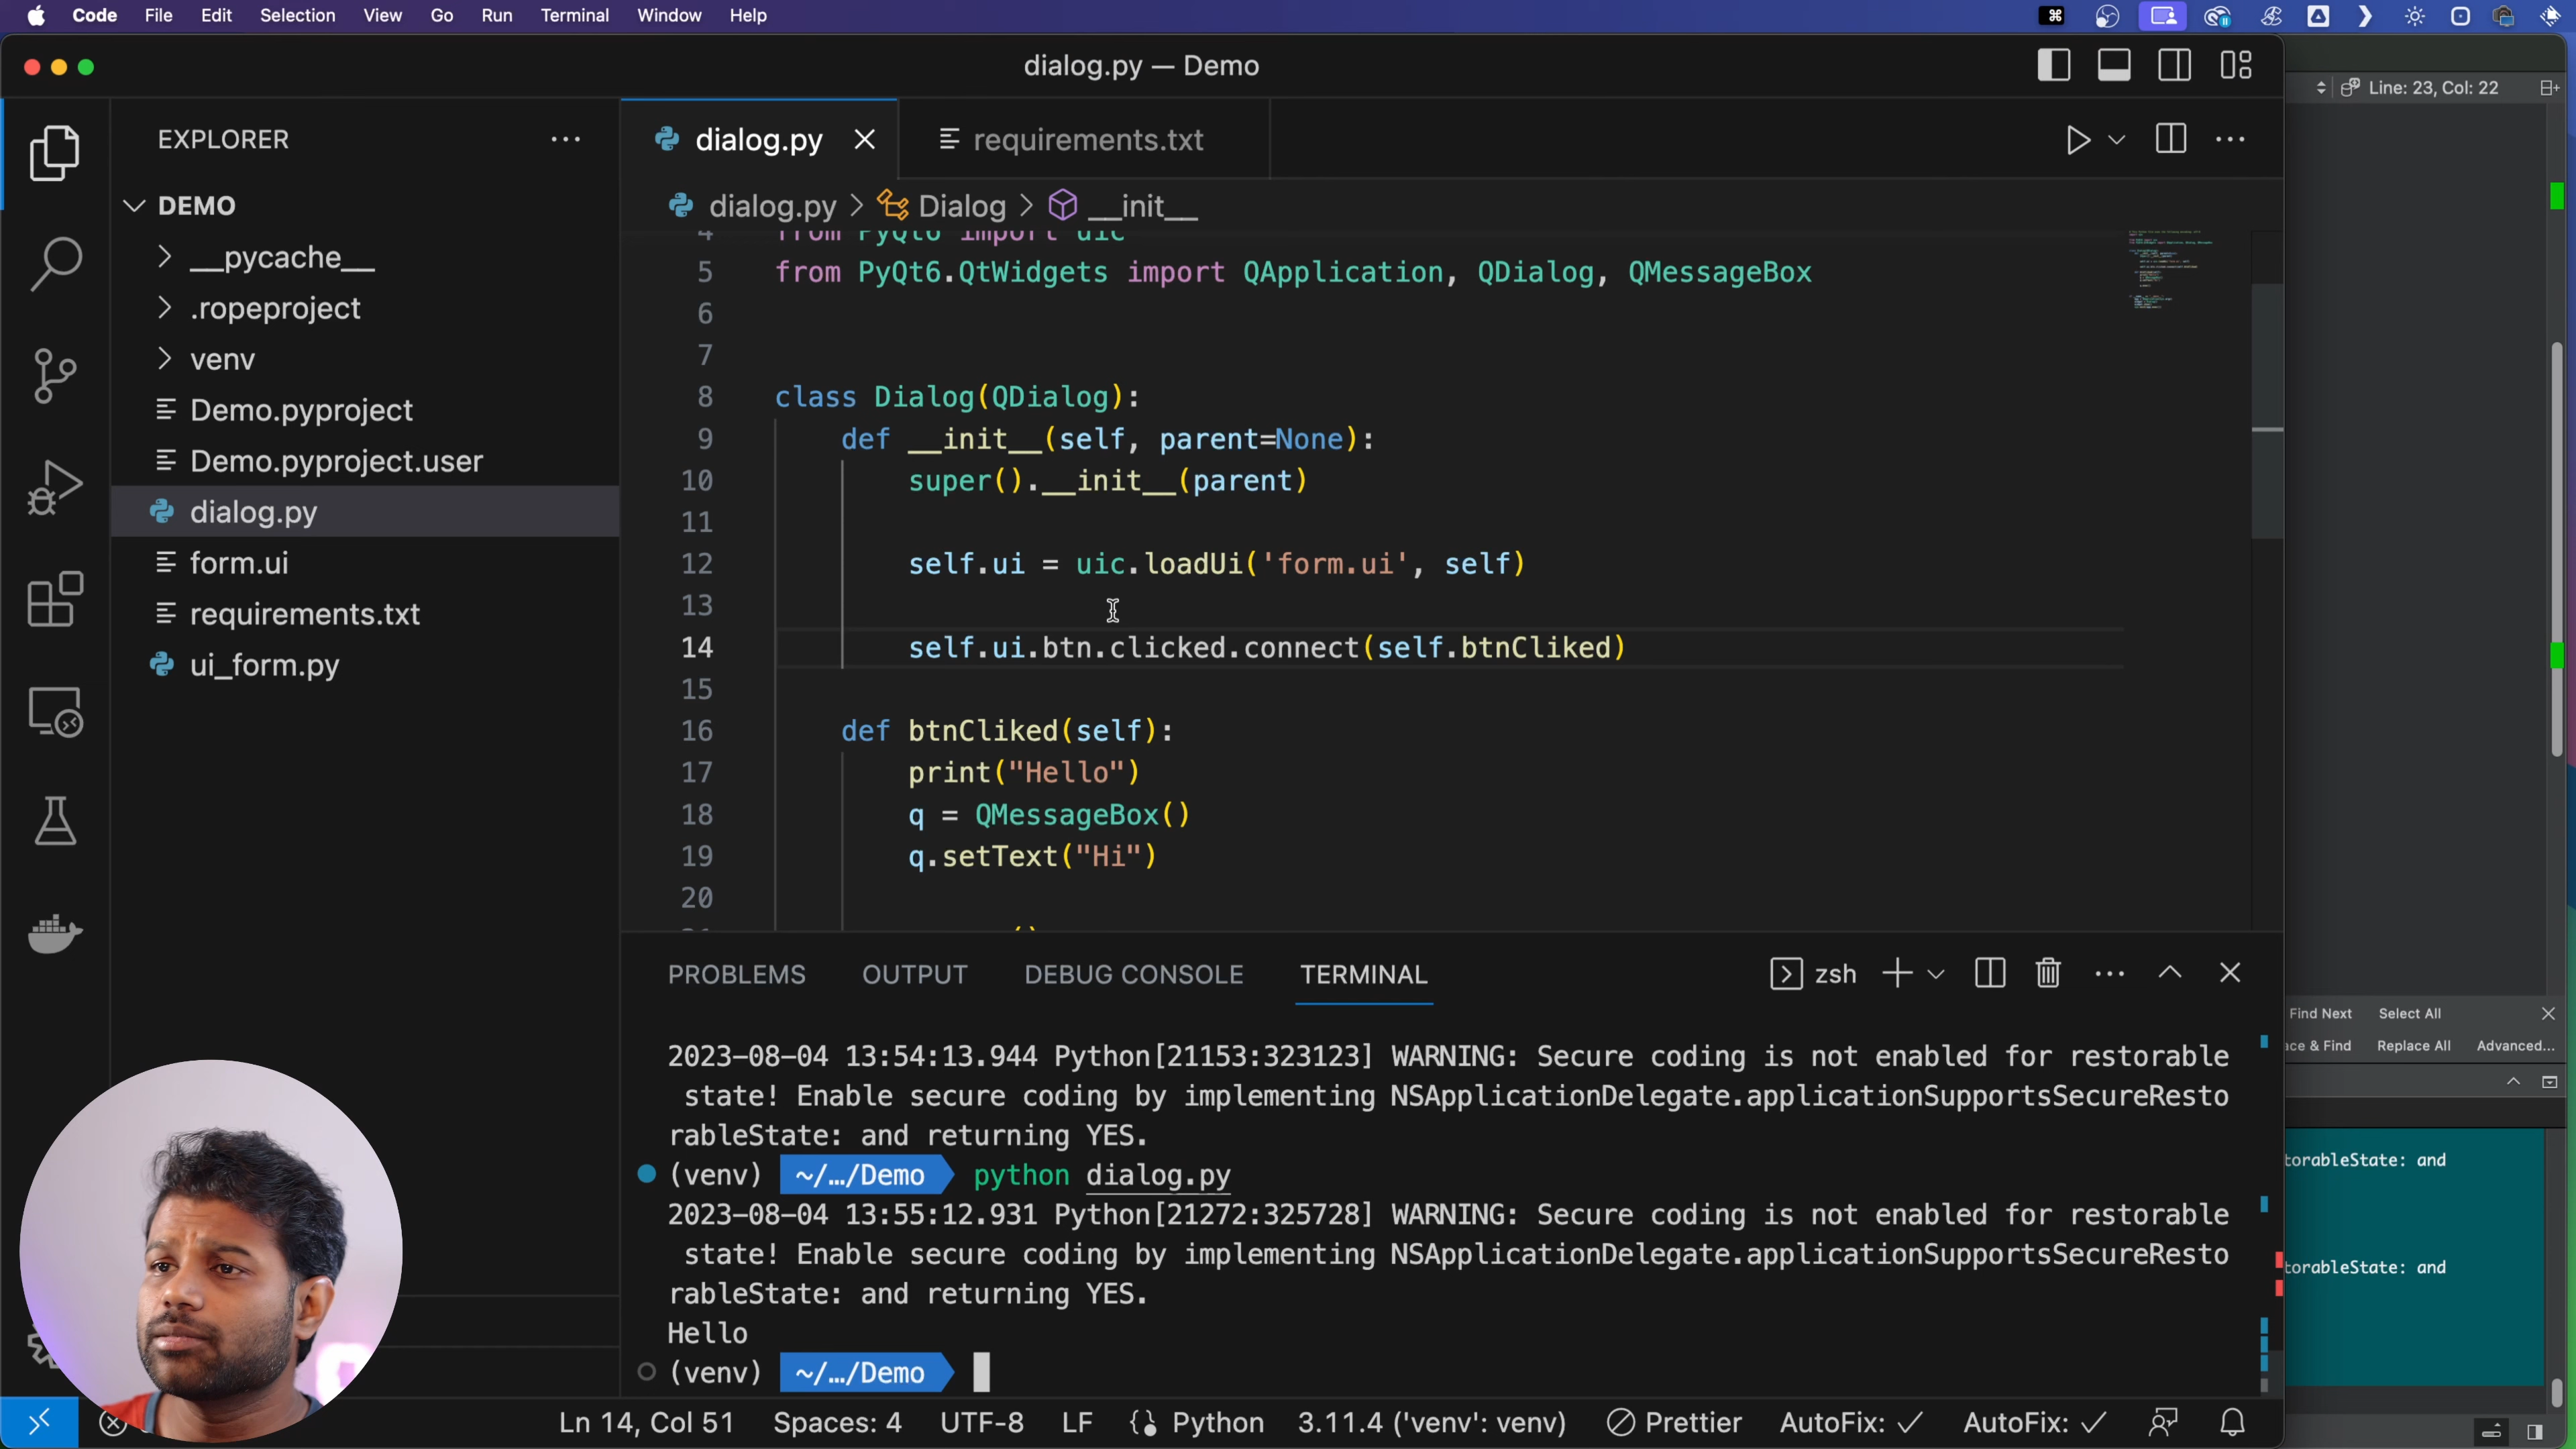 Code File Edit Selection View Go Run Terminal Window Help
dialog.py — Demo
Line: 23, Col: 22
EXPLORER
dialog.py
requirements.txt
DEMO
dialog.py > Dialog > __init__
__pycache__
.ropeproject
venv
Demo.pyproject
Demo.pyproject.user
dialog.py
form.ui
requirements.txt
ui_form.py
4 from PyQt6 import uic
5 from PyQt6.QtWidgets import QApplication, QDialog, QMessageBox
6
7
8 class Dialog(QDialog):
9 def __init__(self, parent=None):
10 super().__init__(parent)
11
12 self.ui = uic.loadUi('form.ui', self)
13
14 self.ui.btn.clicked.connect(self.btnCliked)
15
16 def btnCliked(self):
17 print("Hello")
18 q = QMessageBox()
19 q.setText("Hi")
20
PROBLEMS OUTPUT DEBUG CONSOLE TERMINAL
zsh
Find Next Select All
ace & Find Replace All Advanced...
2023-08-04 13:54:13.944 Python[21153:323123] WARNING: Secure coding is not enabled for restorable
state! Enable secure coding by implementing NSApplicationDelegate.applicationSupportsSecureResto
rableState: and returning YES.
(venv) ~/…/Demo python dialog.py
2023-08-04 13:55:12.931 Python[21272:325728] WARNING: Secure coding is not enabled for restorable
state! Enable secure coding by implementing NSApplicationDelegate.applicationSupportsSecureResto
rableState: and returning YES.
Hello
(venv) ~/…/Demo
torableState: and
torableState: and
Ln 14, Col 51 Spaces: 4 UTF-8 LF Python 3.11.4 ('venv': venv) Prettier AutoFix: ✓ AutoFix: ✓